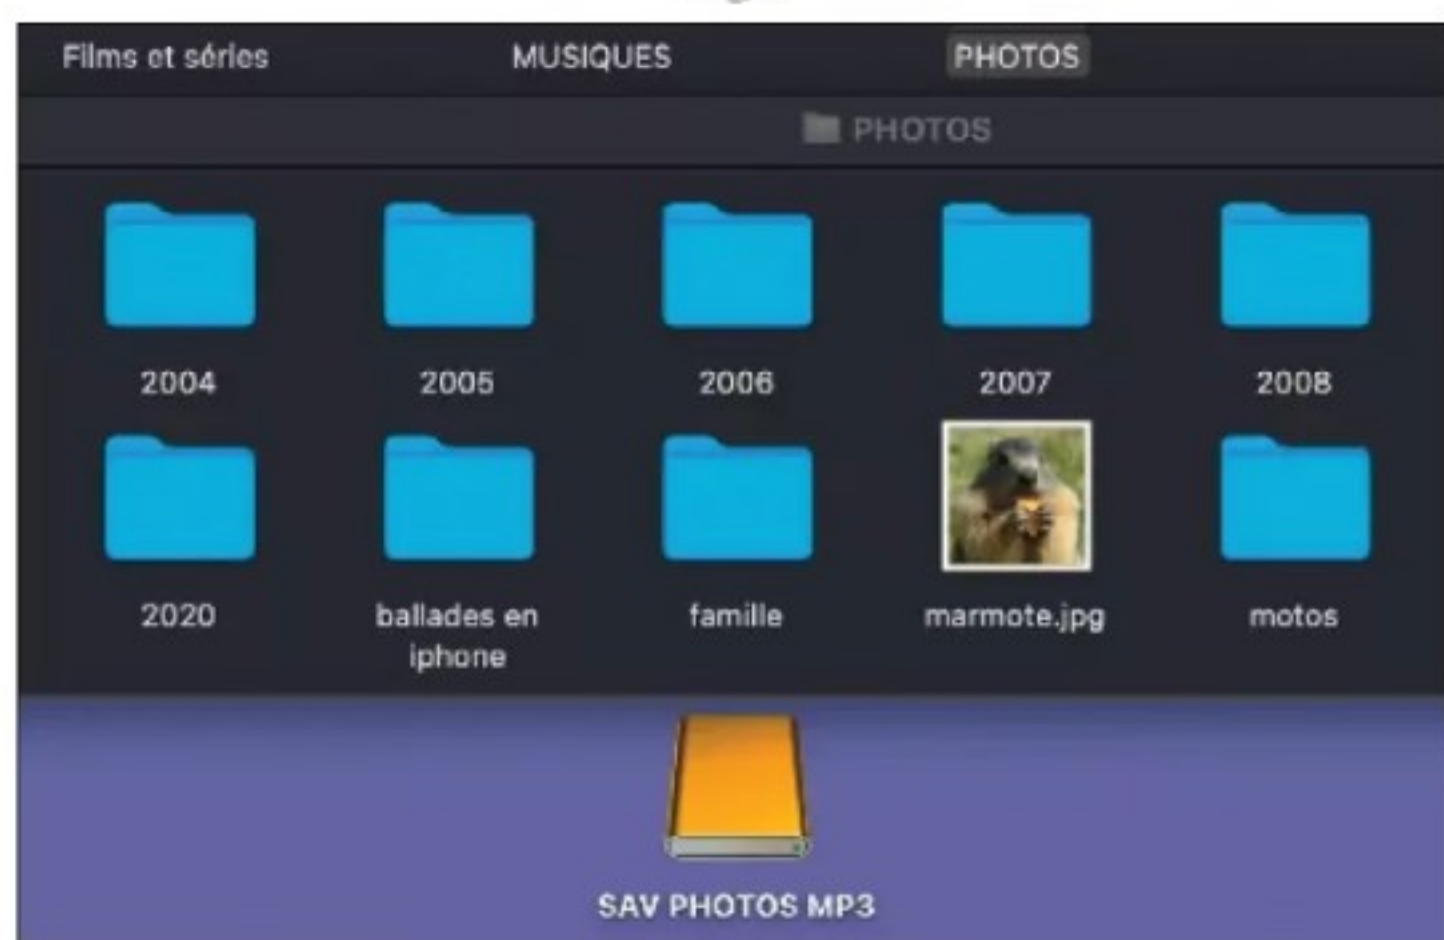 Films et séries MUSIQUES PHOTOS
PHOTOS
2004 2005 2006 2007 2008
2020 ballades en iphone famille marmote.jpg motos
SAV PHOTOS MP3